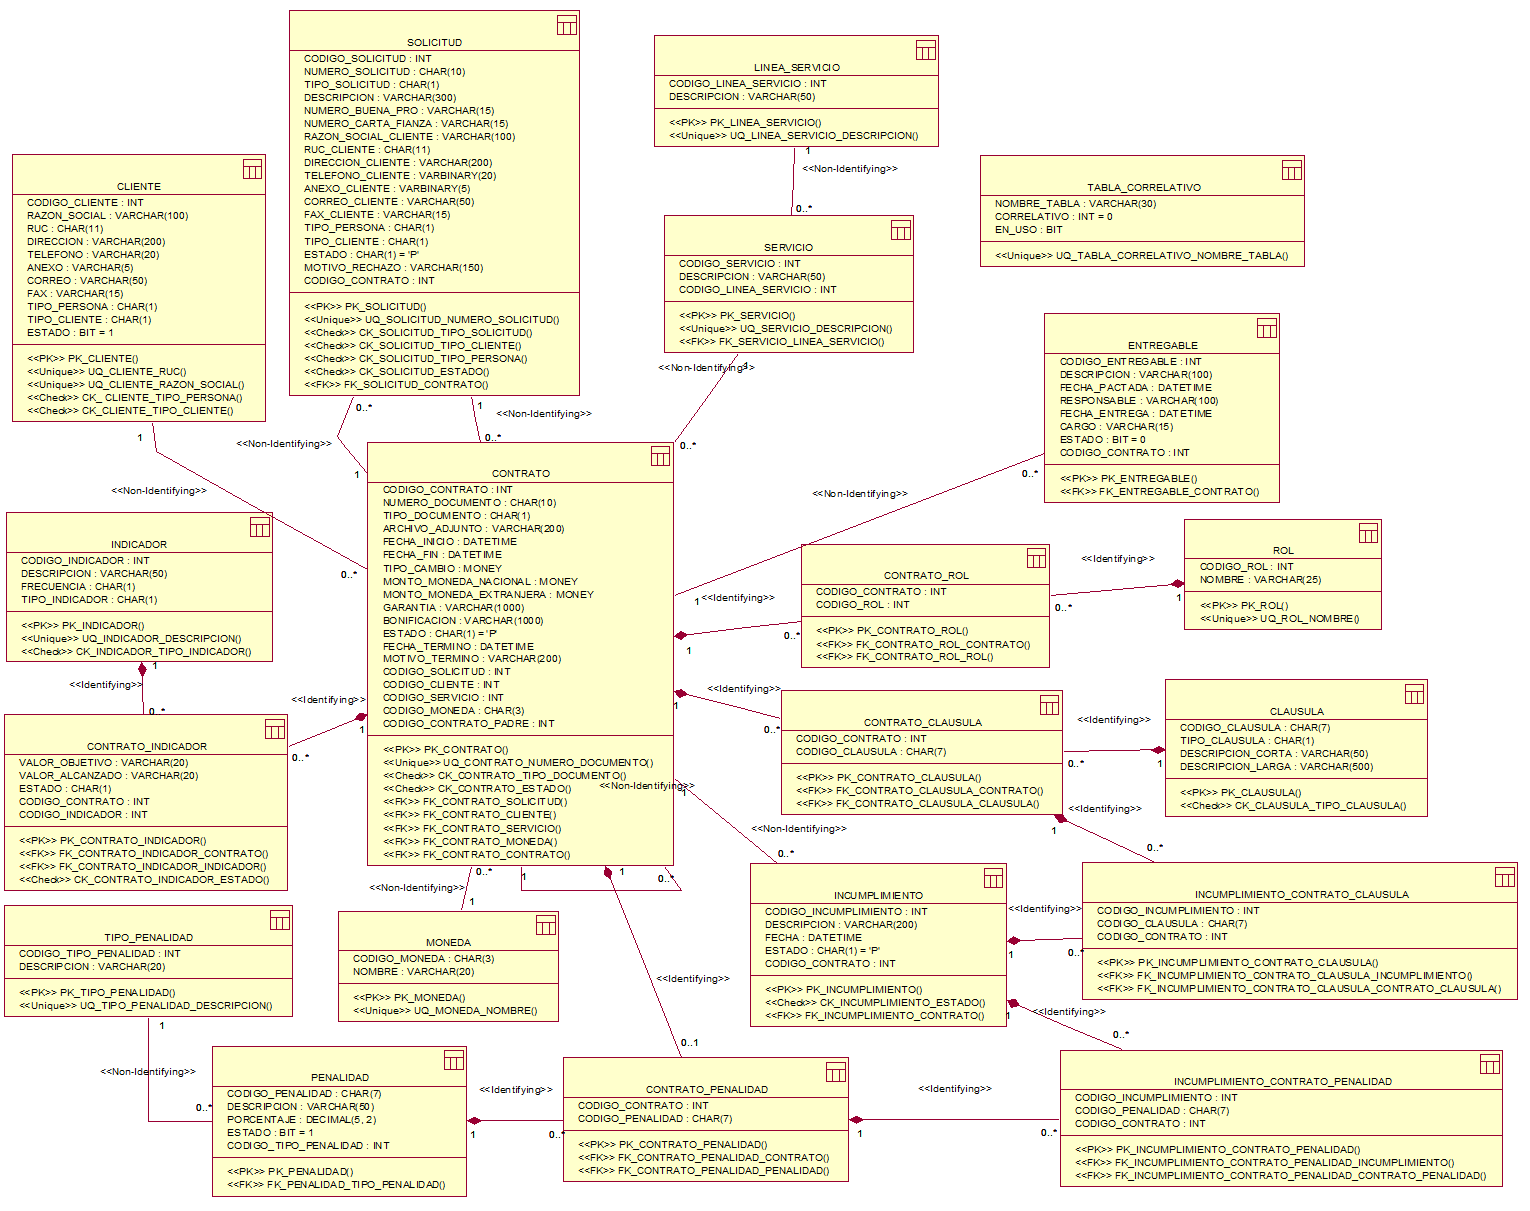 SOLICITUD
CODIGO_SOLICITUD : INT
NUMERO_SOLICITUD : CHAR(10)
TIPO_SOLICITUD : CHAR(1)
DESCRIPCION : VARCHAR(300)
NUMERO_BUENA_PRO : VARCHAR(15)
NUMERO_CARTA_FIANZA : VARCHAR(15)
RAZON_SOCIAL_CLIENTE : VARCHAR(100)
RUC_CLIENTE : CHAR(11)
DIRECCION_CLIENTE : VARCHAR(200)
TELEFONO_CLIENTE : VARBINARY(20)
ANEXO_CLIENTE : VARBINARY(5)
CORREO_CLIENTE : VARCHAR(50)
FAX_CLIENTE : VARCHAR(15)
TIPO_PERSONA : CHAR(1)
TIPO_CLIENTE : CHAR(1)
ESTADO : CHAR(1) = 'P'
MOTIVO_RECHAZO : VARCHAR(150)
CODIGO_CONTRATO : INT
<<PK>> PK_SOLICITUD()
<<Unique>> UQ_SOLICITUD_NUMERO_SOLICITUD()
<<Check>> CK_SOLICITUD_TIPO_SOLICITUD()
<<Check>> CK_SOLICITUD_TIPO_CLIENTE()
<<Check>> CK_SOLICITUD_TIPO_PERSONA()
<<Check>> CK_SOLICITUD_ESTADO()
<<FK>> FK_SOLICITUD_CONTRATO()
LINEA_SERVICIO
CODIGO_LINEA_SERVICIO : INT
DESCRIPCION : VARCHAR(50)
<<PK>> PK_LINEA_SERVICIO()
<<Unique>> UQ_LINEA_SERVICIO_DESCRIPCION()
1
<<Non-Identifying>>
0..*
CLIENTE
CODIGO_CLIENTE : INT
RAZON_SOCIAL : VARCHAR(100)
RUC : CHAR(11)
DIRECCION : VARCHAR(200)
TELEFONO : VARCHAR(20)
ANEXO : VARCHAR(5)
CORREO : VARCHAR(50)
FAX : VARCHAR(15)
TIPO_PERSONA : CHAR(1)
TIPO_CLIENTE : CHAR(1)
ESTADO : BIT = 1
<<PK>> PK_CLIENTE()
<<Unique>> UQ_CLIENTE_RUC()
<<Unique>> UQ_CLIENTE_RAZON_SOCIAL()
<<Check>> CK_ CLIENTE_TIPO_PERSONA()
<<Check>> CK_CLIENTE_TIPO_CLIENTE()
TABLA_CORRELATIVO
NOMBRE_TABLA : VARCHAR(30)
CORRELATIVO : INT = 0
EN_USO : BIT
<<Unique>> UQ_TABLA_CORRELATIVO_NOMBRE_TABLA()
SERVICIO
CODIGO_SERVICIO : INT
DESCRIPCION : VARCHAR(50)
CODIGO_LINEA_SERVICIO : INT
<<PK>> PK_SERVICIO()
<<Unique>> UQ_SERVICIO_DESCRIPCION()
<<FK>> FK_SERVICIO_LINEA_SERVICIO()
<<Non-Identifying>>
1
0..*
ENTREGABLE
CODIGO_ENTREGABLE : INT
DESCRIPCION : VARCHAR(100)
FECHA_PACTADA : DATETIME
RESPONSABLE : VARCHAR(100)
FECHA_ENTREGA : DATETIME
CARGO : VARCHAR(15)
ESTADO : BIT = 0
CODIGO_CONTRATO : INT
<<PK>> PK_ENTREGABLE()
<<FK>> FK_ENTREGABLE_CONTRATO()
0..*
<<Non-Identifying>>
1
0..*
<<Non-Identifying>>
1
1
<<Non-Identifying>>
0..*
1
<<Non-Identifying>>
0..*
CONTRATO
CODIGO_CONTRATO : INT
NUMERO_DOCUMENTO : CHAR(10)
TIPO_DOCUMENTO : CHAR(1)
ARCHIVO_ADJUNTO : VARCHAR(200)
FECHA_INICIO : DATETIME
FECHA_FIN : DATETIME
TIPO_CAMBIO : MONEY
MONTO_MONEDA_NACIONAL : MONEY
MONTO_MONEDA_EXTRANJERA : MONEY
GARANTIA : VARCHAR(1000)
BONIFICACION : VARCHAR(1000)
ESTADO : CHAR(1) = 'P'
FECHA_TERMINO : DATETIME
MOTIVO_TERMINO : VARCHAR(200)
CODIGO_SOLICITUD : INT
CODIGO_CLIENTE : INT
CODIGO_SERVICIO : INT
CODIGO_MONEDA : CHAR(3)
CODIGO_CONTRATO_PADRE : INT
<<PK>> PK_CONTRATO()
<<Unique>> UQ_CONTRATO_NUMERO_DOCUMENTO()
<<Check>> CK_CONTRATO_TIPO_DOCUMENTO()
<<Check>> CK_CONTRATO_ESTADO()
<<FK>> FK_CONTRATO_SOLICITUD()
<<FK>> FK_CONTRATO_CLIENTE()
<<FK>> FK_CONTRATO_SERVICIO()
<<FK>> FK_CONTRATO_MONEDA()
<<FK>> FK_CONTRATO_CONTRATO()
<<Non-Identifying>>
1
0..*
INDICADOR
CODIGO_INDICADOR : INT
DESCRIPCION : VARCHAR(50)
FRECUENCIA : CHAR(1)
TIPO_INDICADOR : CHAR(1)
<<PK>> PK_INDICADOR()
<<Unique>> UQ_INDICADOR_DESCRIPCION()
<<Check>> CK_INDICADOR_TIPO_INDICADOR()
1
<<Identifying>>
0..*
CONTRATO_INDICADOR
VALOR_OBJETIVO : VARCHAR(20)
VALOR_ALCANZADO : VARCHAR(20)
ESTADO : CHAR(1)
CODIGO_CONTRATO : INT
CODIGO_INDICADOR : INT
<<PK>> PK_CONTRATO_INDICADOR()
<<FK>> FK_CONTRATO_INDICADOR_CONTRATO()
<<FK>> FK_CONTRATO_INDICADOR_INDICADOR()
<<Check>> CK_CONTRATO_INDICADOR_ESTADO()
<<Identifying>>
1
0..*
CONTRATO_ROL
CODIGO_CONTRATO : INT
CODIGO_ROL : INT
<<PK>> PK_CONTRATO_ROL()
<<FK>> FK_CONTRATO_ROL_CONTRATO()
<<FK>> FK_CONTRATO_ROL_ROL()
<<Identifying>>
1
0..*
ROL
CODIGO_ROL : INT
NOMBRE : VARCHAR(25)
<<PK>> PK_ROL()
<<Unique>> UQ_ROL_NOMBRE()
<<Identifying>>
1
0..*
CONTRATO_CLAUSULA
CODIGO_CONTRATO : INT
CODIGO_CLAUSULA : CHAR(7)
<<PK>> PK_CONTRATO_CLAUSULA()
<<FK>> FK_CONTRATO_CLAUSULA_CONTRATO()
<<FK>> FK_CONTRATO_CLAUSULA_CLAUSULA()
<<Identifying>>
1
0..*
CLAUSULA
CODIGO_CLAUSULA : CHAR(7)
TIPO_CLAUSULA : CHAR(1)
DESCRIPCION_CORTA : VARCHAR(50)
DESCRIPCION_LARGA : VARCHAR(500)
<<PK>> PK_CLAUSULA()
<<Check>> CK_CLAUSULA_TIPO_CLAUSULA()
<<Identifying>>
0..*
1
<<Identifying>>
1
0..*
<<Non-Identifying>>
1
0..*
<<Non-Identifying>>
0..*
1
INCUMPLIMIENTO
CODIGO_INCUMPLIMIENTO : INT
DESCRIPCION : VARCHAR(200)
FECHA : DATETIME
ESTADO : CHAR(1) = 'P'
CODIGO_CONTRATO : INT
<<PK>> PK_INCUMPLIMIENTO()
<<Check>> CK_INCUMPLIMIENTO_ESTADO()
<<FK>> FK_INCUMPLIMIENTO_CONTRATO()
<<Identifying>>
1
0..*
INCUMPLIMIENTO_CONTRATO_CLAUSULA
CODIGO_INCUMPLIMIENTO : INT
CODIGO_CLAUSULA : CHAR(7)
CODIGO_CONTRATO : INT
<<PK>> PK_INCUMPLIMIENTO_CONTRATO_CLAUSULA()
<<FK>> FK_INCUMPLIMIENTO_CONTRATO_CLAUSULA_INCUMPLIMIENTO()
<<FK>> FK_INCUMPLIMIENTO_CONTRATO_CLAUSULA_CONTRATO_CLAUSULA()
<<Identifying>>
1
0..*
TIPO_PENALIDAD
CODIGO_TIPO_PENALIDAD : INT
DESCRIPCION : VARCHAR(20)
<<PK>> PK_TIPO_PENALIDAD()
<<Unique>> UQ_TIPO_PENALIDAD_DESCRIPCION()
1
<<Non-Identifying>>
0..*
MONEDA
CODIGO_MONEDA : CHAR(3)
NOMBRE : VARCHAR(20)
<<PK>> PK_MONEDA()
<<Unique>> UQ_MONEDA_NOMBRE()
0..*
<<Non-Identifying>>
1
1
<<Identifying>>
0..1
PENALIDAD
CODIGO_PENALIDAD : CHAR(7)
DESCRIPCION : VARCHAR(50)
PORCENTAJE : DECIMAL(5, 2)
ESTADO : BIT = 1
CODIGO_TIPO_PENALIDAD : INT
<<PK>> PK_PENALIDAD()
<<FK>> FK_PENALIDAD_TIPO_PENALIDAD()
<<Identifying>>
1
0..*
CONTRATO_PENALIDAD
CODIGO_CONTRATO : INT
CODIGO_PENALIDAD : CHAR(7)
<<PK>> PK_CONTRATO_PENALIDAD()
<<FK>> FK_CONTRATO_PENALIDAD_CONTRATO()
<<FK>> FK_CONTRATO_PENALIDAD_PENALIDAD()
<<Identifying>>
1
0..*
INCUMPLIMIENTO_CONTRATO_PENALIDAD
CODIGO_INCUMPLIMIENTO : INT
CODIGO_PENALIDAD : CHAR(7)
CODIGO_CONTRATO : INT
<<PK>> PK_INCUMPLIMIENTO_CONTRATO_PENALIDAD()
<<FK>> FK_INCUMPLIMIENTO_CONTRATO_PENALIDAD_INCUMPLIMIENTO()
<<FK>> FK_INCUMPLIMIENTO_CONTRATO_PENALIDAD_CONTRATO_PENALIDAD()